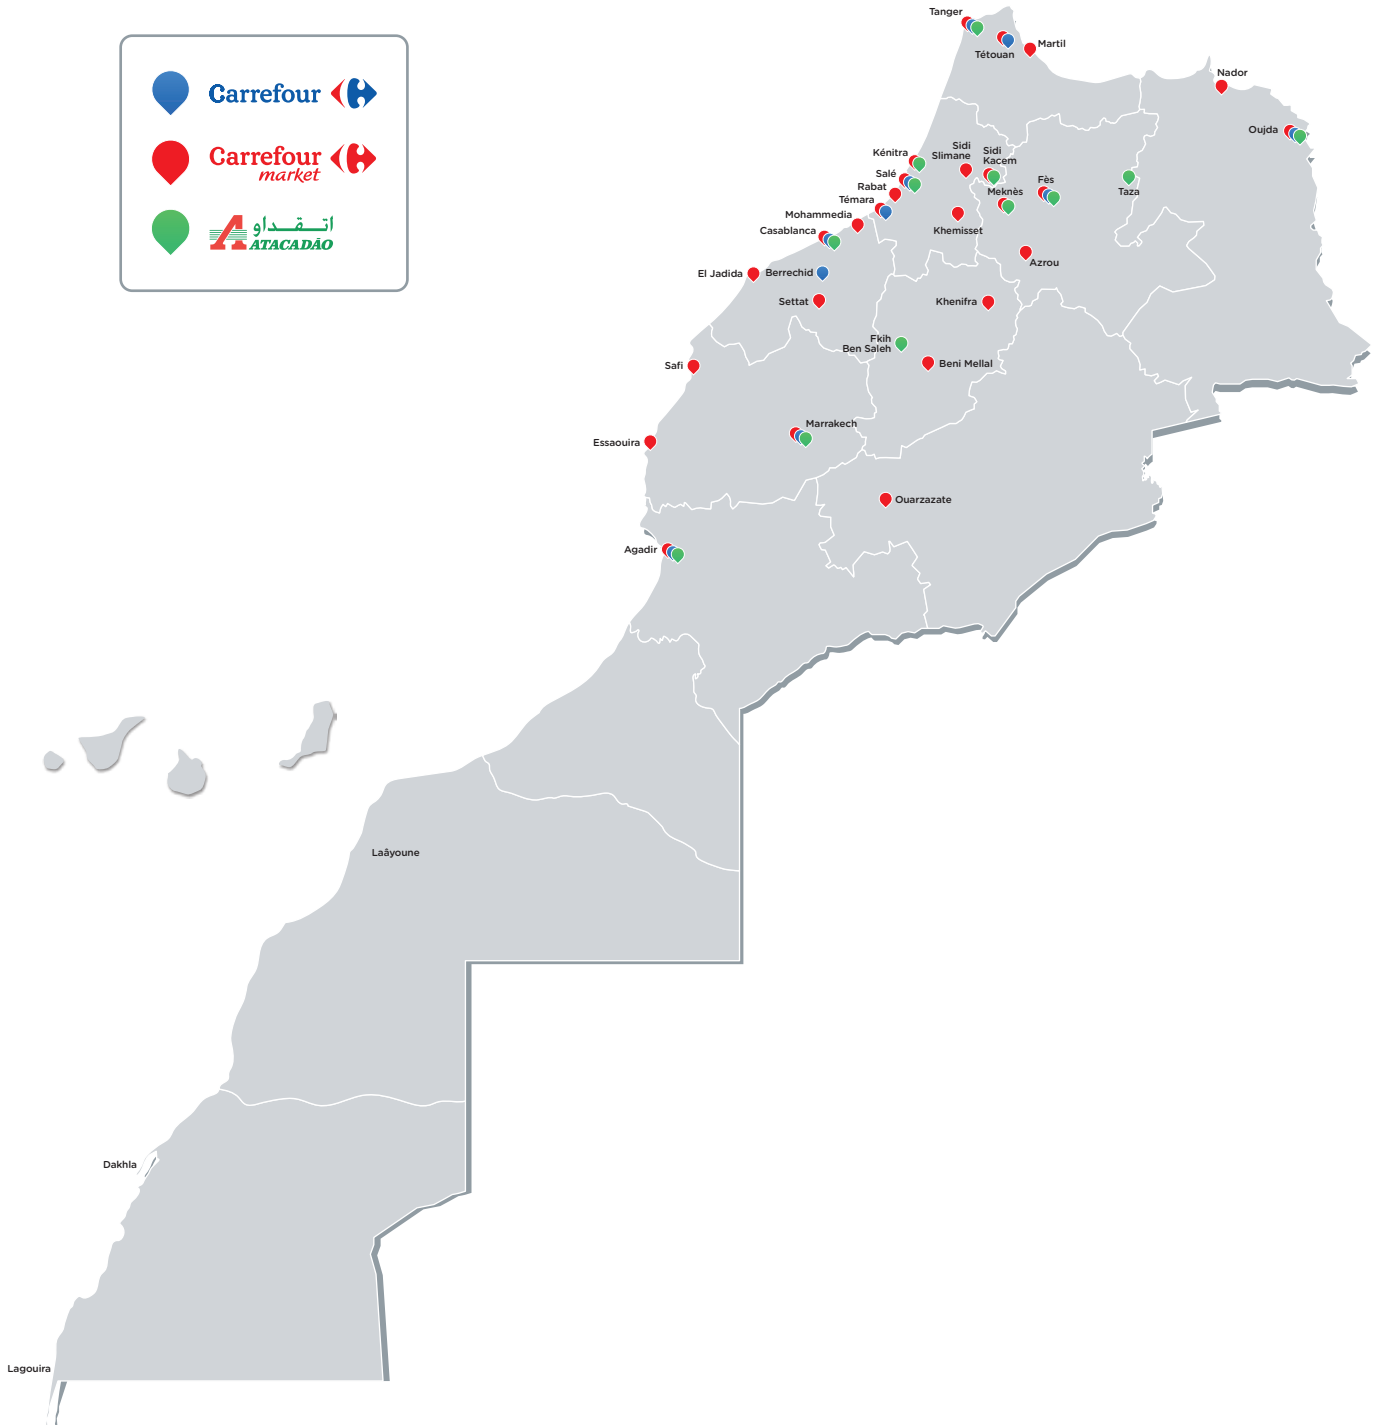 Carrefour
Carrefour
market
اتـقـداو
ATACADÃO
Tanger
Tétouan
Martil
Nador
Oujda
Kénitra
Sidi
Slimane
Sidi
Kacem
Salé
Rabat
Témara
Mohammedia
Casablanca
Meknès
Fès
Taza
Khemisset
Azrou
El Jadida
Berrechid
Settat
Khenifra
Fkih
Ben Saleh
Beni Mellal
Safi
Marrakech
Essaouira
Ouarzazate
Agadir
Laâyoune
Dakhla
Lagouira